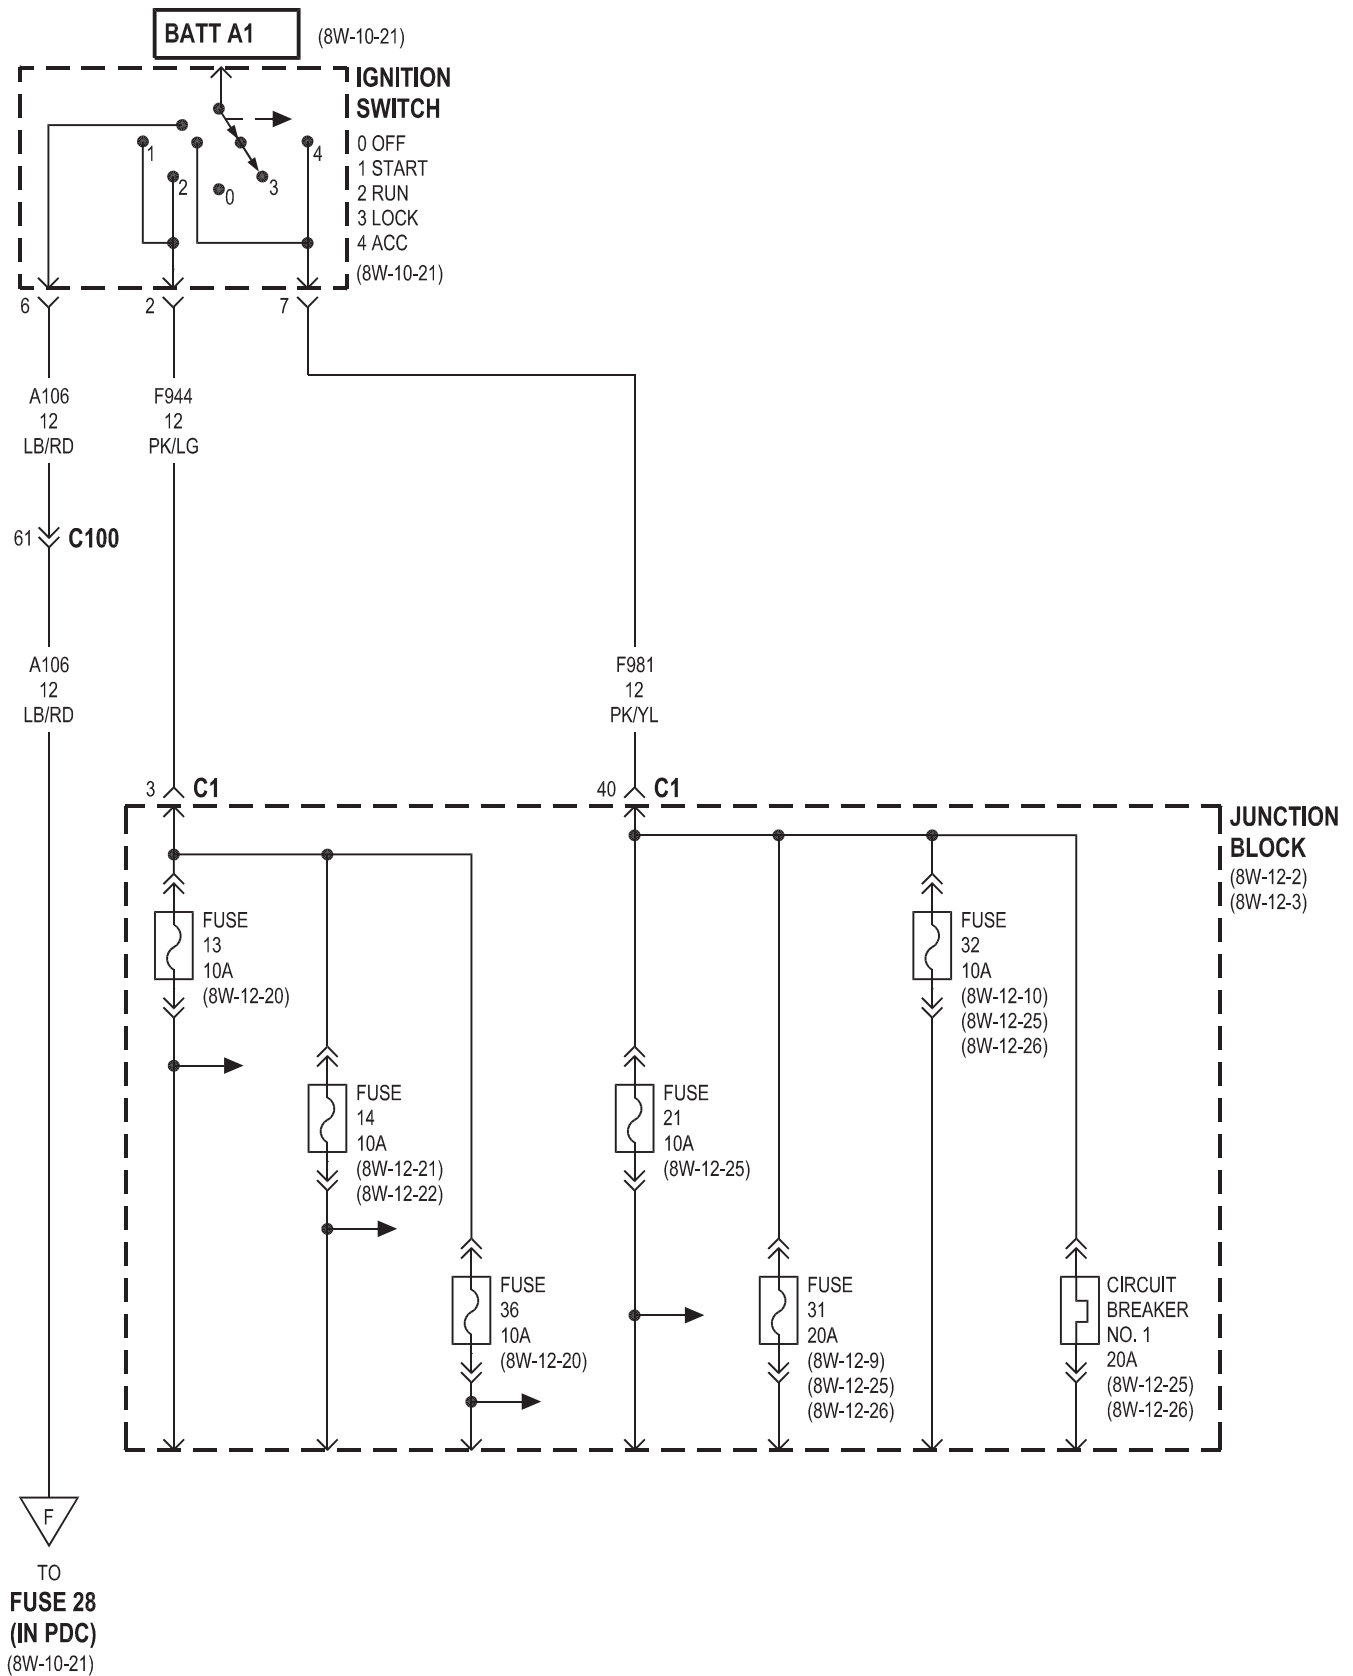 BATT A1
(8W-10-21)
IGNITION
SWITCH
0 OFF
1 START
2 RUN
3 LOCK
4 ACC
(8W-10-21)
1
2
0
3
4
6
2
7
A106
12
LB/RD
F944
12
PK/LG
61
C100
A106
12
LB/RD
F981
12
PK/YL
3
C1
40
C1
JUNCTION
BLOCK
(8W-12-2)
(8W-12-3)
FUSE
13
10A
(8W-12-20)
FUSE
32
10A
(8W-12-10)
(8W-12-25)
(8W-12-26)
FUSE
14
10A
(8W-12-21)
(8W-12-22)
FUSE
21
10A
(8W-12-25)
FUSE
36
10A
(8W-12-20)
FUSE
31
20A
(8W-12-9)
(8W-12-25)
(8W-12-26)
CIRCUIT
BREAKER
NO. 1
20A
(8W-12-25)
(8W-12-26)
F
TO
FUSE 28
(IN PDC)
(8W-10-21)